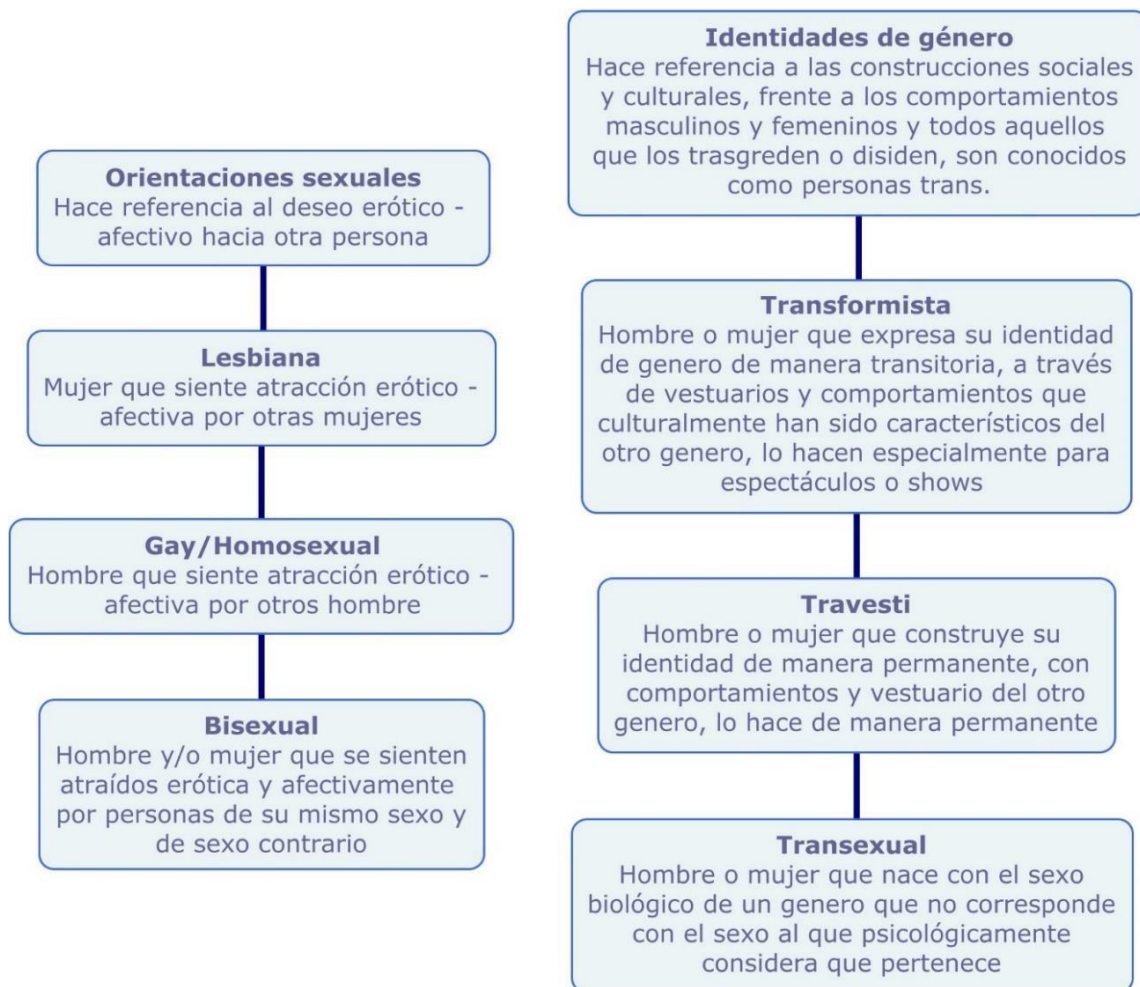 Orientaciones sexuales
Hace referencia al deseo erótico -
afectivo hacia otra persona
Lesbiana
Mujer que siente atracción erótico -
afectiva por otras mujeres
Gay/Homosexual
Hombre que siente atracción erótico -
afectiva por otros hombre
Bisexual
Hombre y/o mujer que se sienten
atraídos erótica y afectivamente
por personas de su mismo sexo y
de sexo contrario
Identidades de género
Hace referencia a las construcciones sociales
y culturales, frente a los comportamientos
masculinos y femeninos y todos aquellos
que los trasgreden o disiden, son conocidos
como personas trans.
Transformista
Hombre o mujer que expresa su identidad
de genero de manera transitoria, a través
de vestuarios y comportamientos que
culturalmente han sido característicos del
otro genero, lo hacen especialmente para
espectáculos o shows
Travesti
Hombre o mujer que construye su
identidad de manera permanente, con
comportamientos y vestuario del otro
genero, lo hace de manera permanente
Transexual
Hombre o mujer que nace con el sexo
biológico de un genero que no corresponde
con el sexo al que psicológicamente
considera que pertenece